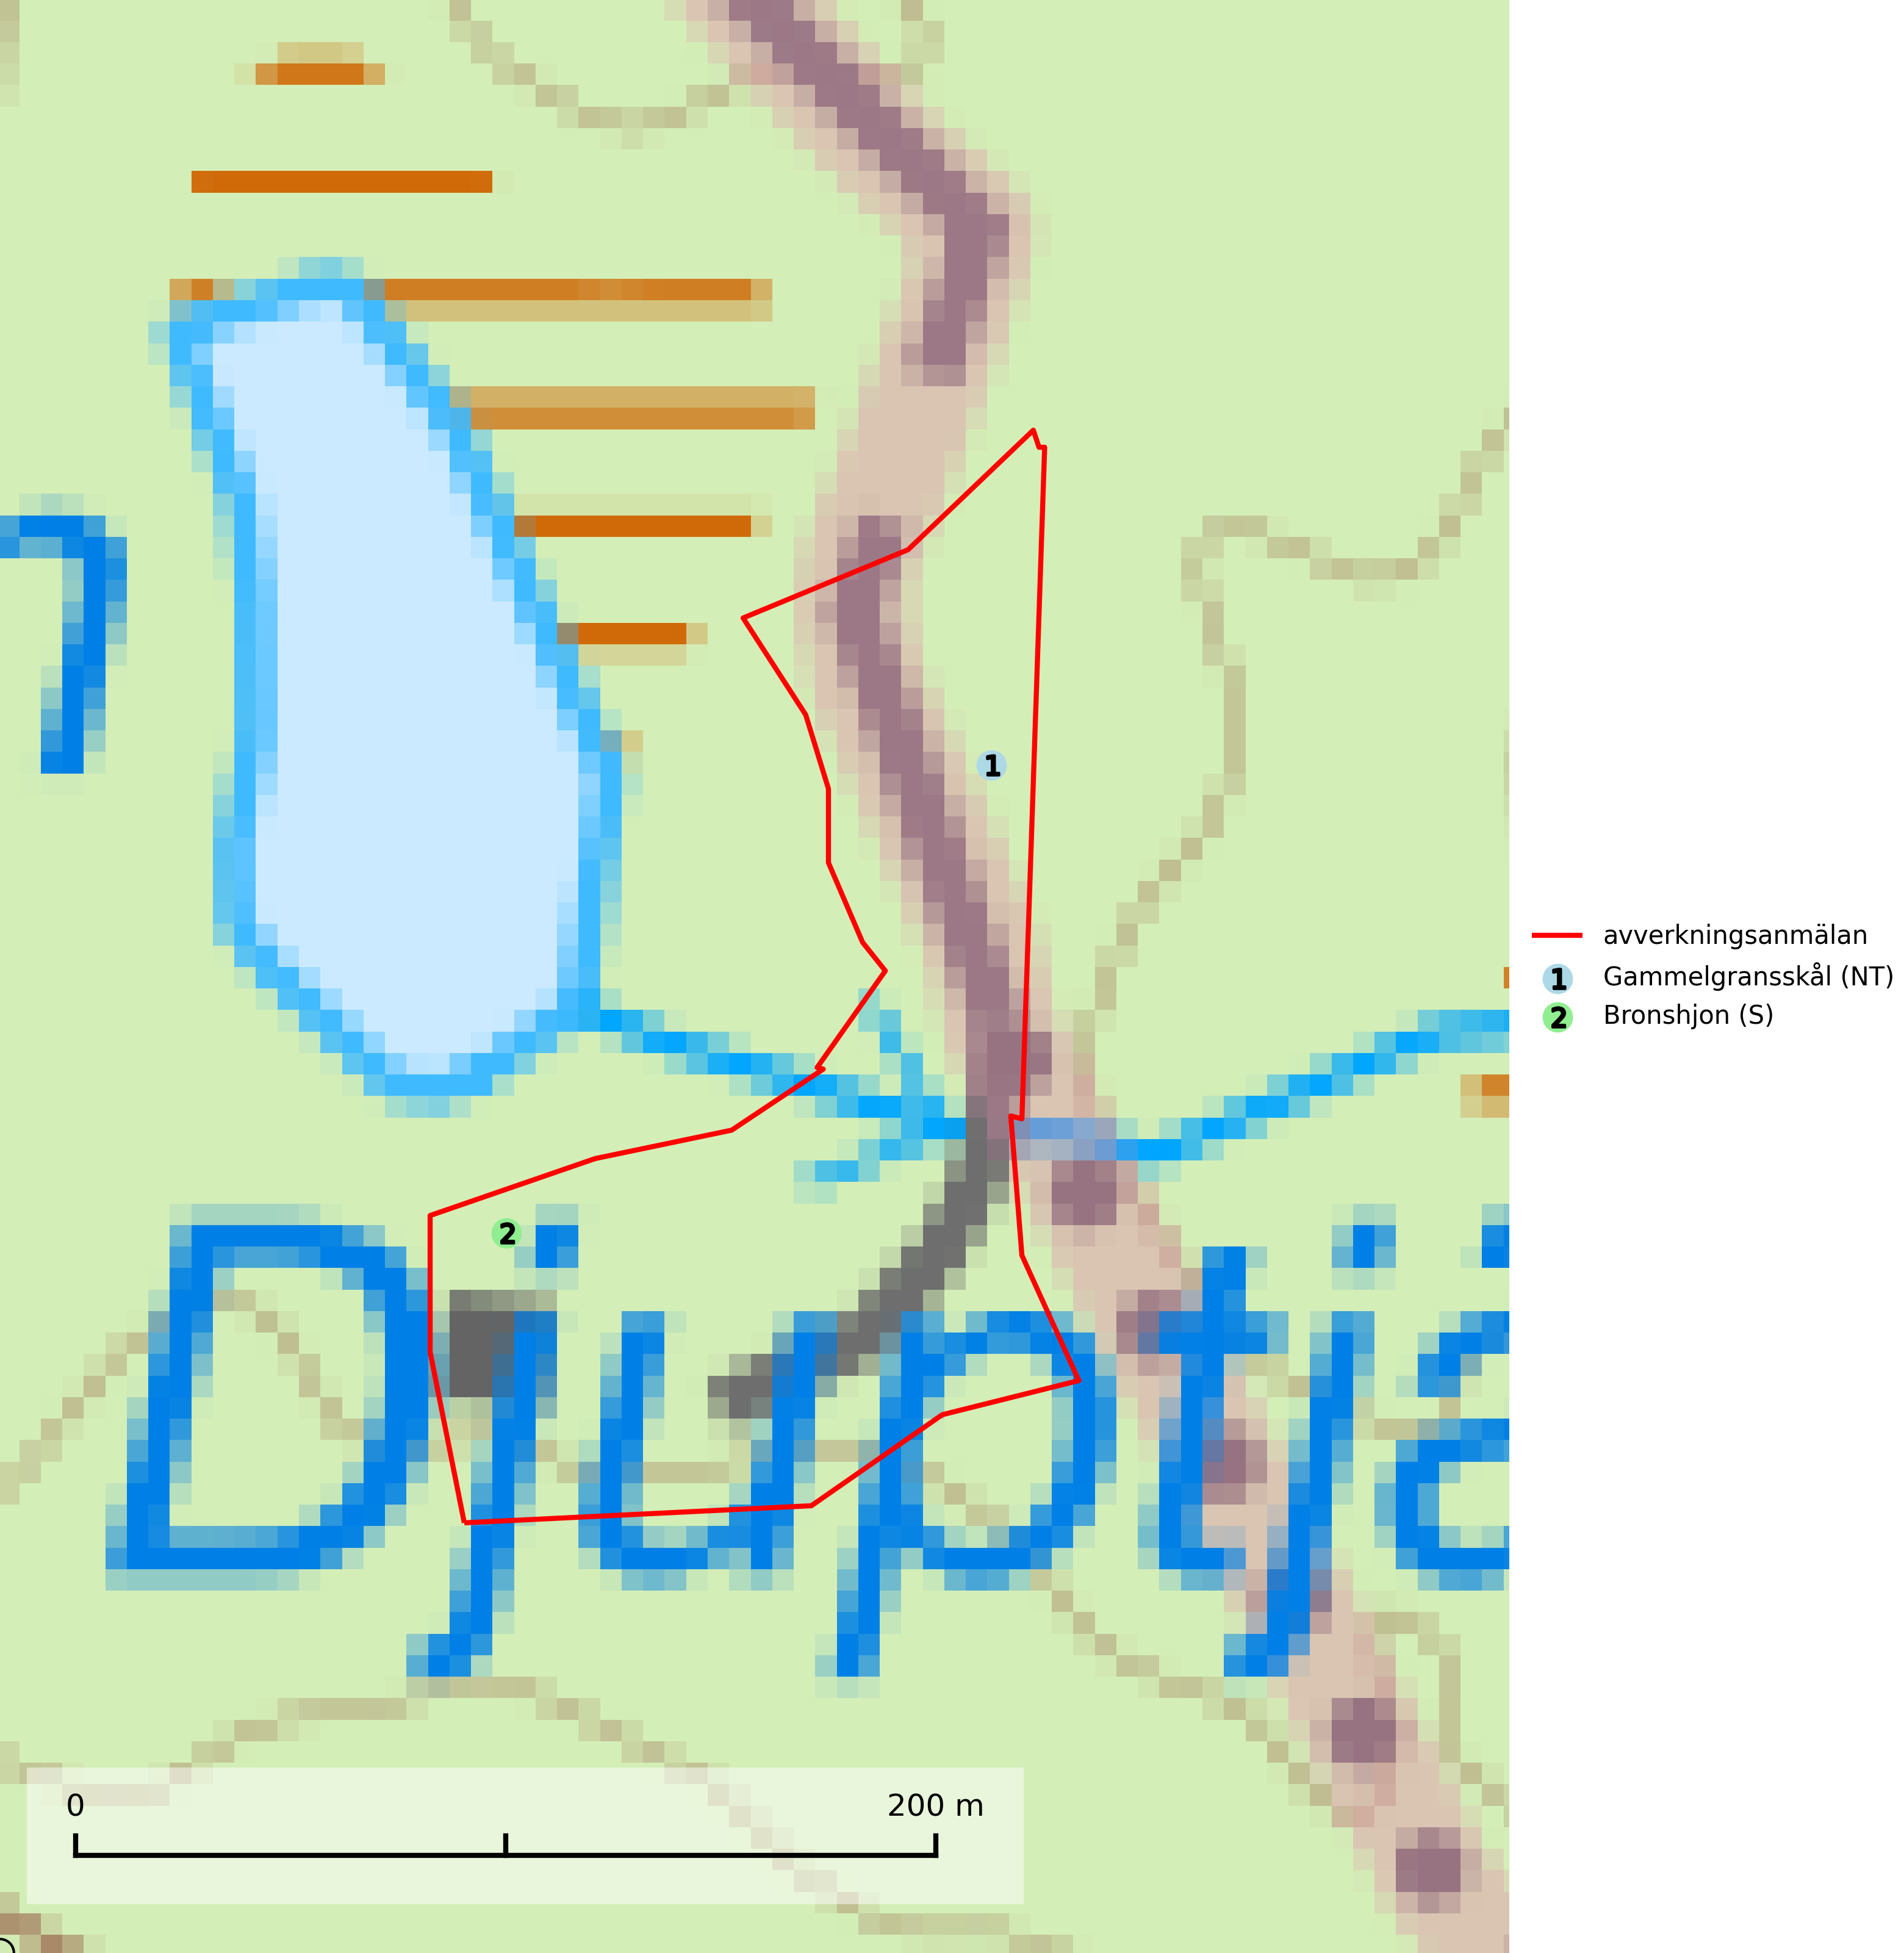 1
2
avverkningsanmälan
1 Gammelgransskål (NT)
2 Bronshjon (S)
0 200 m